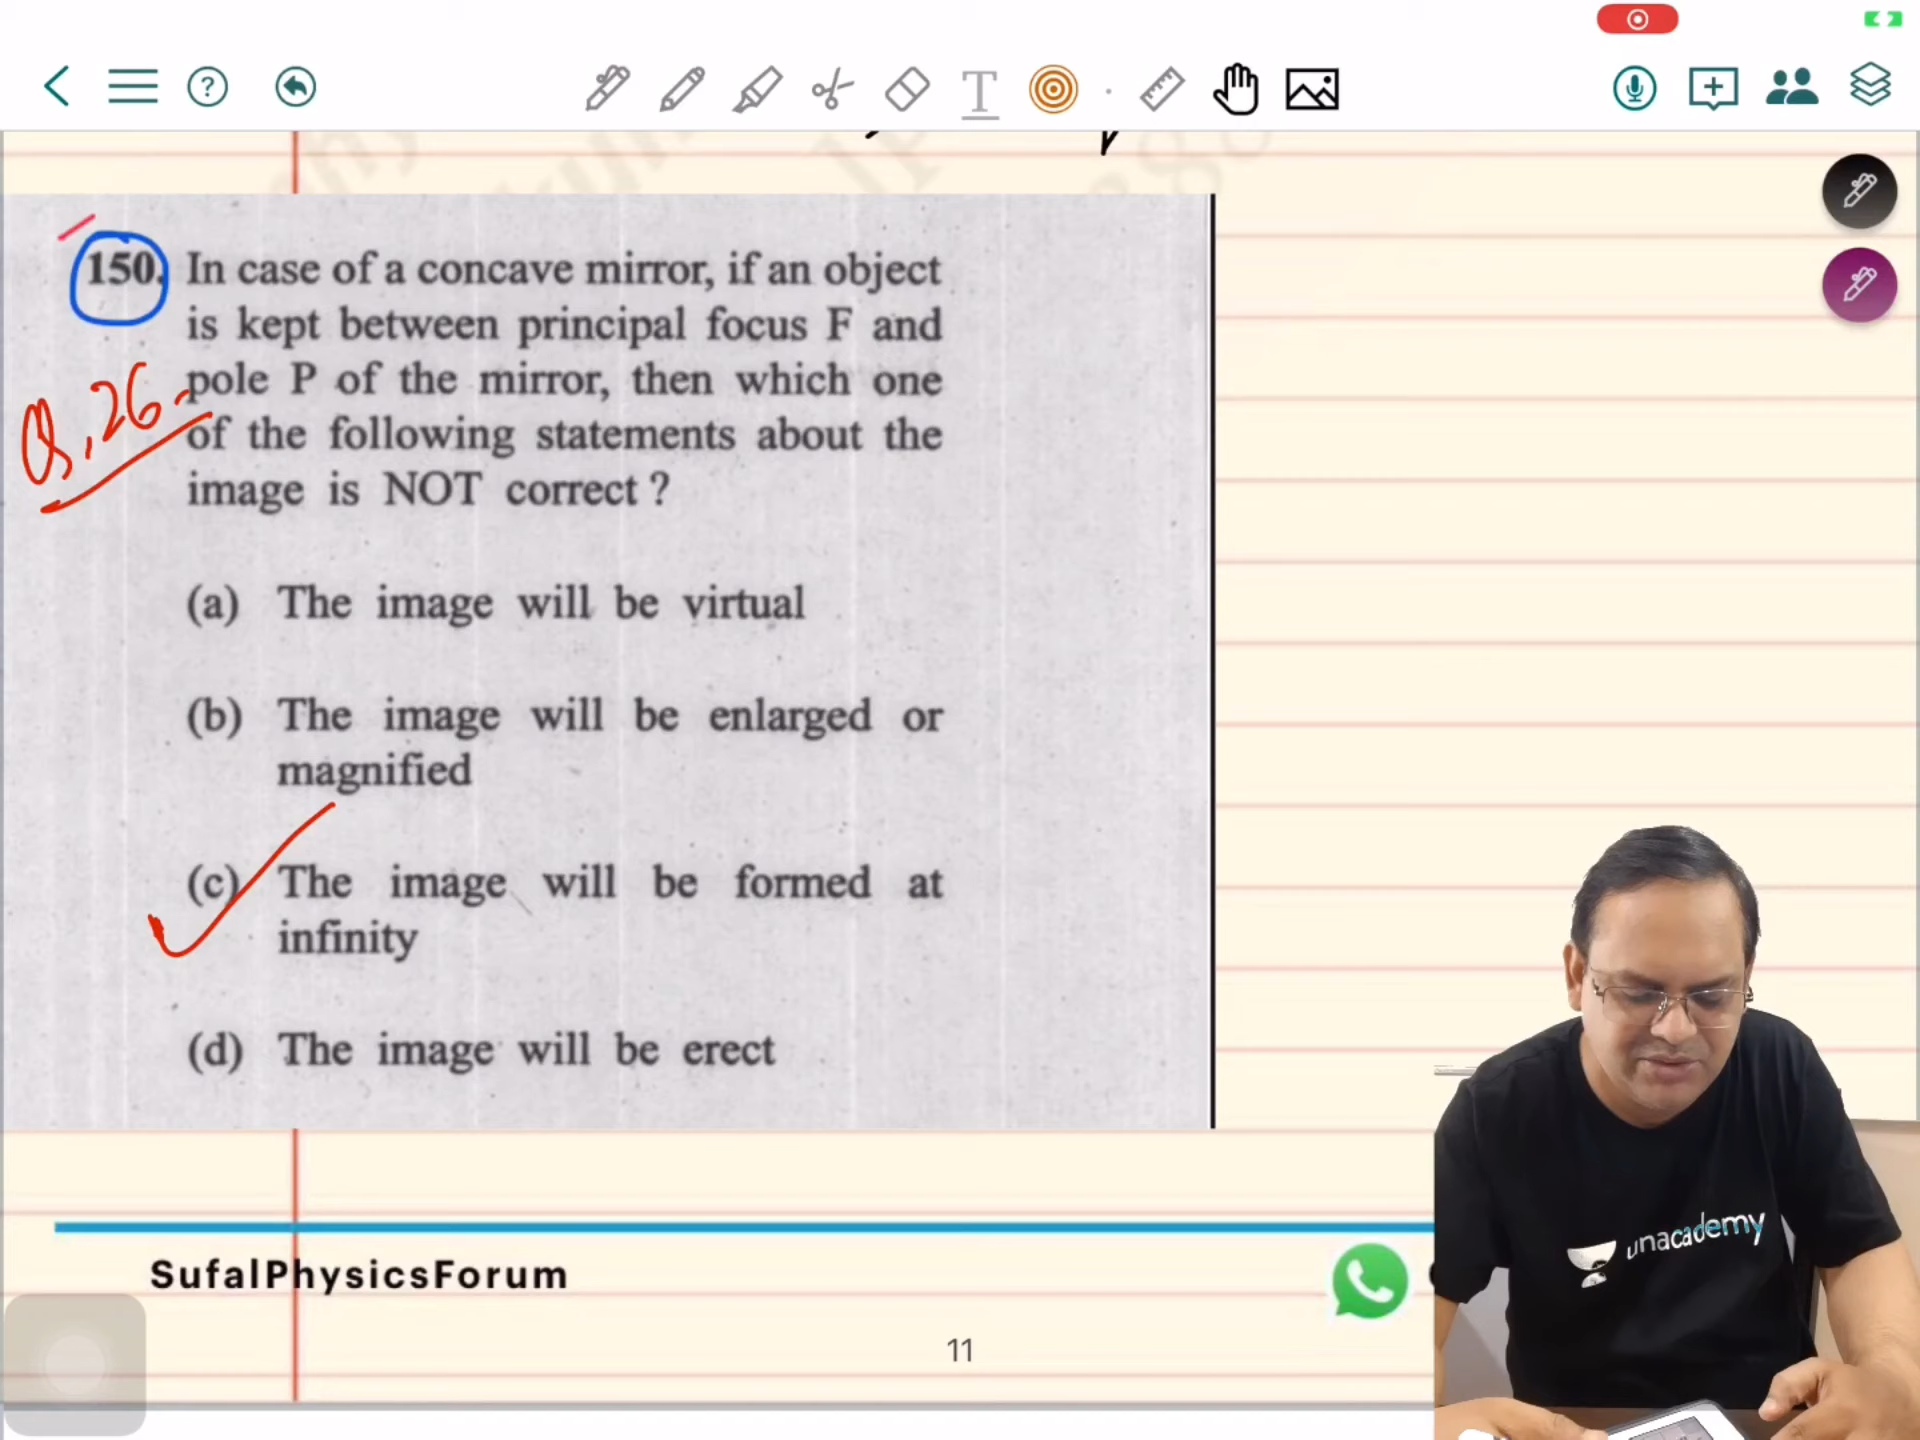 T
150. In case of a concave mirror, if an object
is kept between principal focus F and
Q. 26. pole P of the mirror, then which one
of the following statements about the
image is NOT correct ?
(a) The image will be virtual
(b) The image will be enlarged or
magnified
(c) The image will be formed at
infinity
(d) The image will be erect
unacademy
SufalPhysicsForum
11